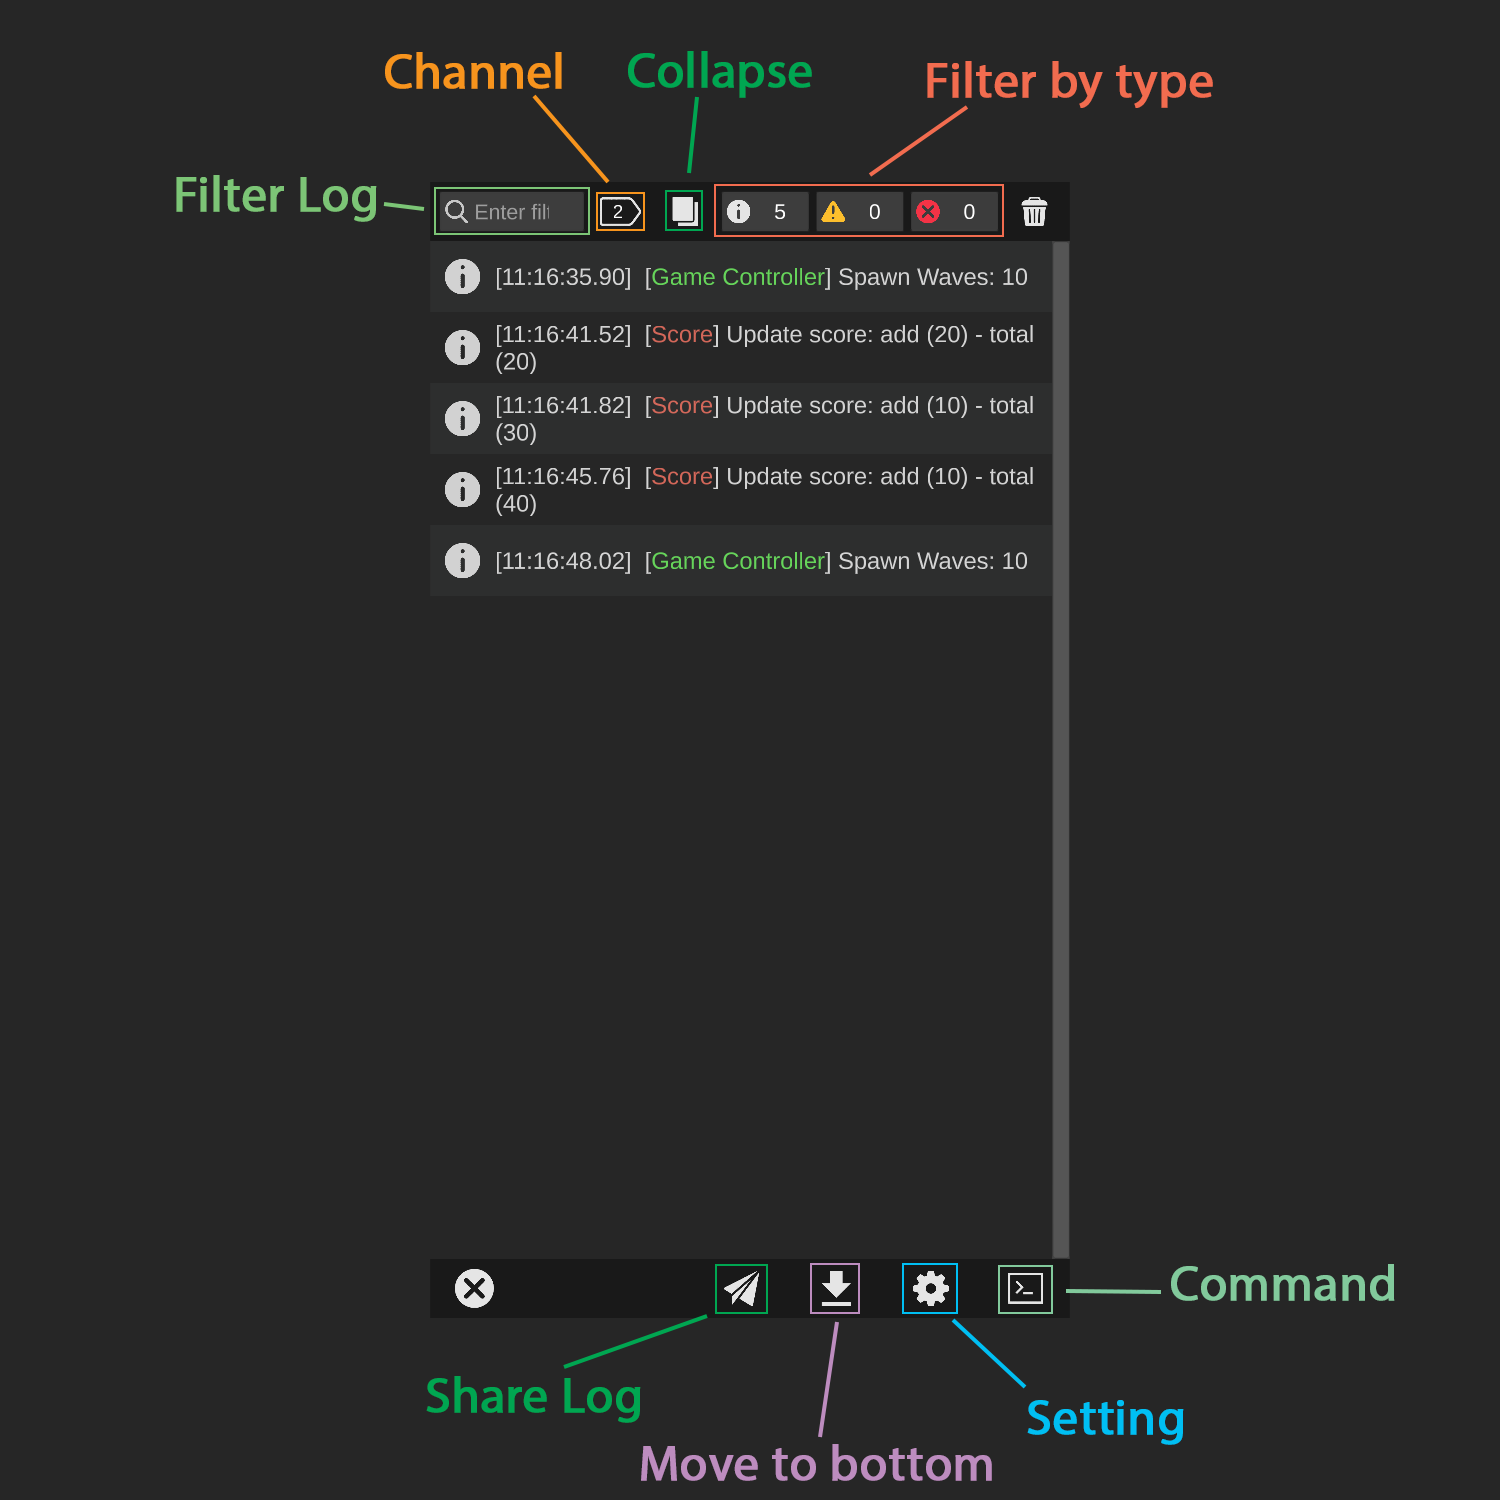 Channel
Collapse
Filter by type
Filter Log
Enter filt
2
5
0
0
[11:16:35.90] [Game Controller] Spawn Waves: 10
[11:16:41.52] [Score] Update score: add (20) - total
(20)
[11:16:41.82] [Score] Update score: add (10) - total
(30)
[11:16:45.76] [Score] Update score: add (10) - total
(40)
[11:16:48.02] [Game Controller] Spawn Waves: 10
Command
Share Log
Setting
Move to bottom